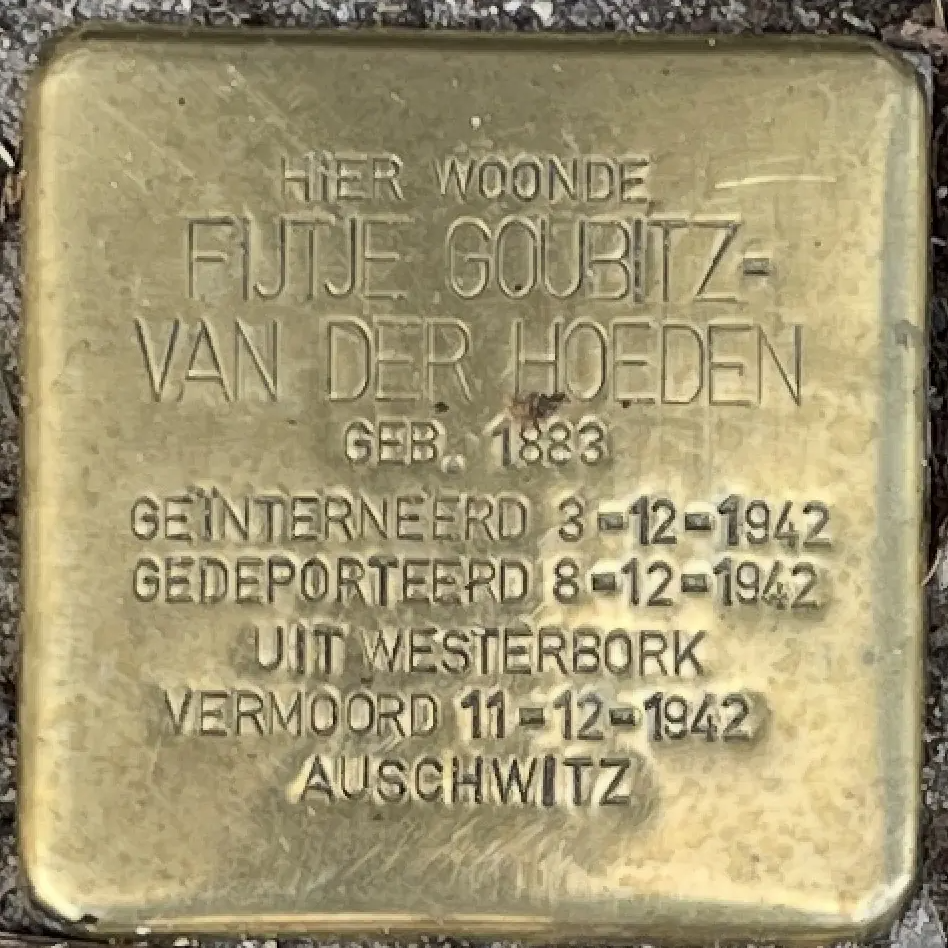 HIER WOONDE
FIJTJE GOUBITZ-
VAN DER HOEDEN
GEB. 1883
GEÏNTERNEERD 3-12-1942
GEDEPORTEERD 8-12-1942
UIT WESTERBORK
VERMOORD 11-12-1942
AUSCHWITZ